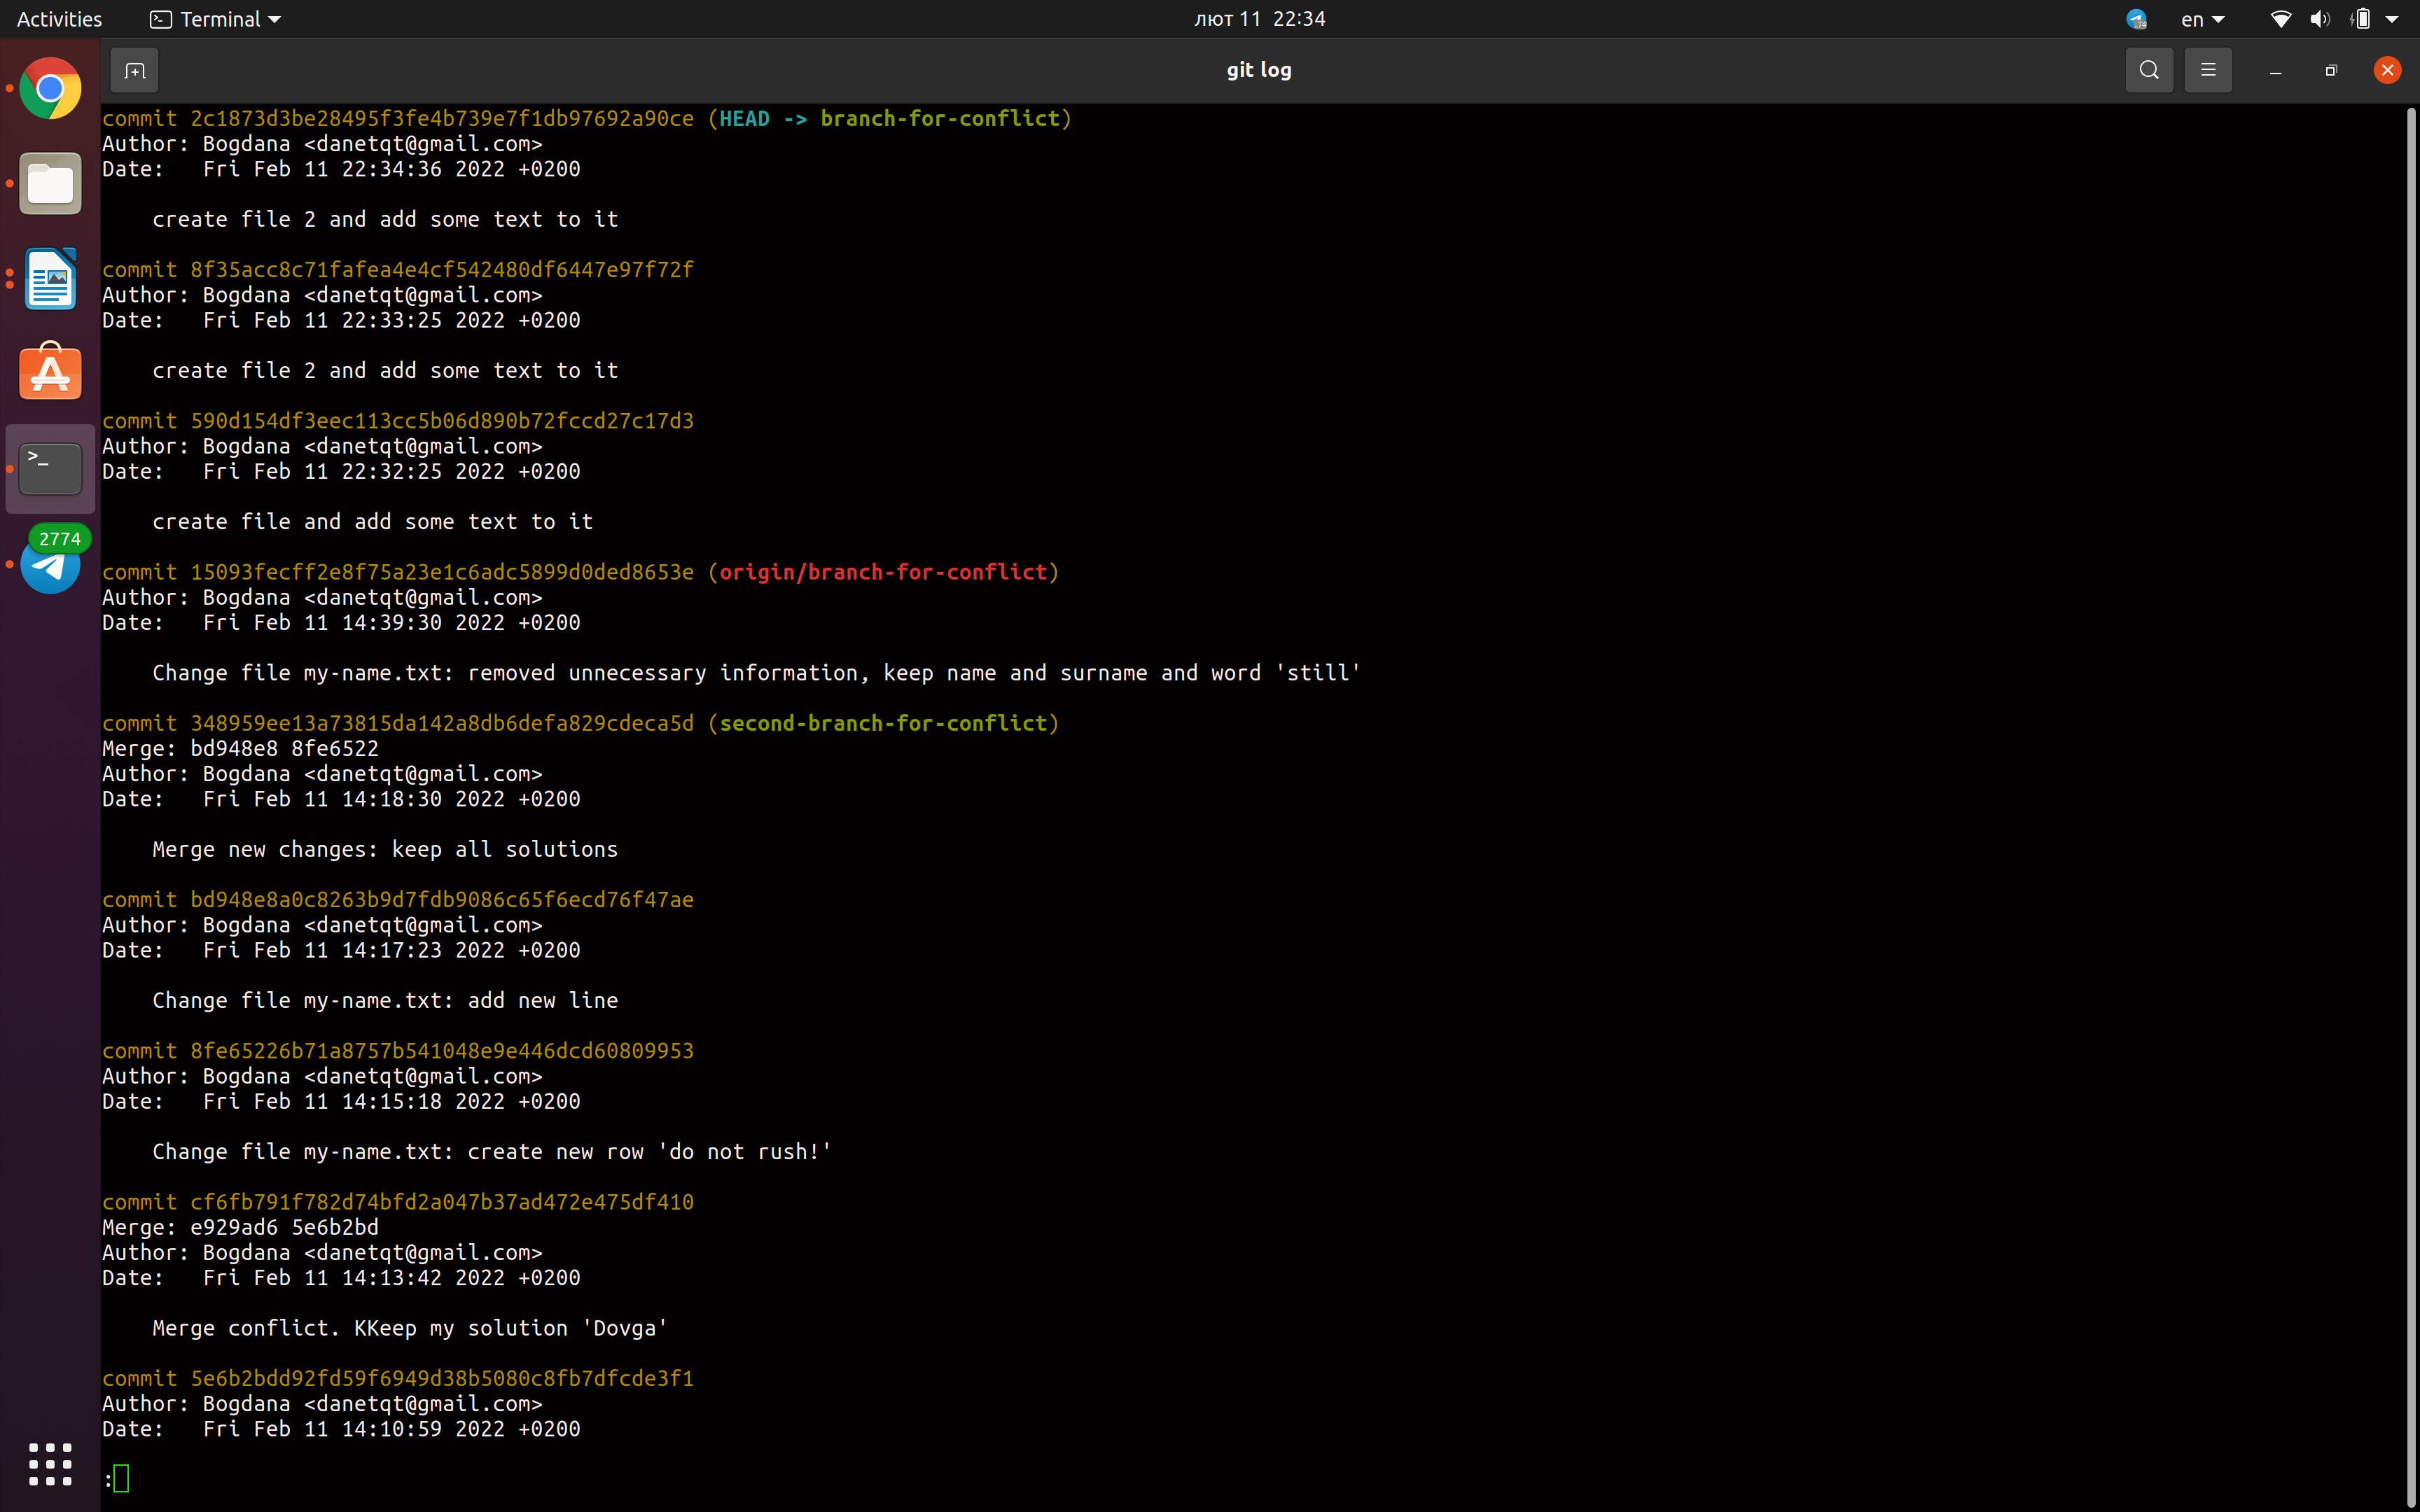 Activities Terminal лют 11 22:34 en
git log
commit 2c1873d3be28495f3fe4b739e7f1db97692a90ce (HEAD -> branch-for-conflict)
Author: Bogdana <danetqt@gmail.com>
Date:   Fri Feb 11 22:34:36 2022 +0200
    create file 2 and add some text to it
commit 8f35acc8c71fafea4e4cf542480df6447e97f72f
Author: Bogdana <danetqt@gmail.com>
Date:   Fri Feb 11 22:33:25 2022 +0200
    create file 2 and add some text to it
commit 590d154df3eec113cc5b06d890b72fccd27c17d3
Author: Bogdana <danetqt@gmail.com>
Date:   Fri Feb 11 22:32:25 2022 +0200
    create file and add some text to it
2774
commit 15093fecff2e8f75a23e1c6adc5899d0ded8653e (origin/branch-for-conflict)
Author: Bogdana <danetqt@gmail.com>
Date:   Fri Feb 11 14:39:30 2022 +0200
    Change file my-name.txt: removed unnecessary information, keep name and surname and word 'still'
commit 348959ee13a73815da142a8db6defa829cdeca5d (second-branch-for-conflict)
Merge: bd948e8 8fe6522
Author: Bogdana <danetqt@gmail.com>
Date:   Fri Feb 11 14:18:30 2022 +0200
    Merge new changes: keep all solutions
commit bd948e8a0c8263b9d7fdb9086c65f6ecd76f47ae
Author: Bogdana <danetqt@gmail.com>
Date:   Fri Feb 11 14:17:23 2022 +0200
    Change file my-name.txt: add new line
commit 8fe65226b71a8757b541048e9e446dcd60809953
Author: Bogdana <danetqt@gmail.com>
Date:   Fri Feb 11 14:15:18 2022 +0200
    Change file my-name.txt: create new row 'do not rush!'
commit cf6fb791f782d74bfd2a047b37ad472e475df410
Merge: e929ad6 5e6b2bd
Author: Bogdana <danetqt@gmail.com>
Date:   Fri Feb 11 14:13:42 2022 +0200
    Merge conflict. KKeep my solution 'Dovga'
commit 5e6b2bdd92fd59f6949d38b5080c8fb7dfcde3f1
Author: Bogdana <danetqt@gmail.com>
Date:   Fri Feb 11 14:10:59 2022 +0200
: